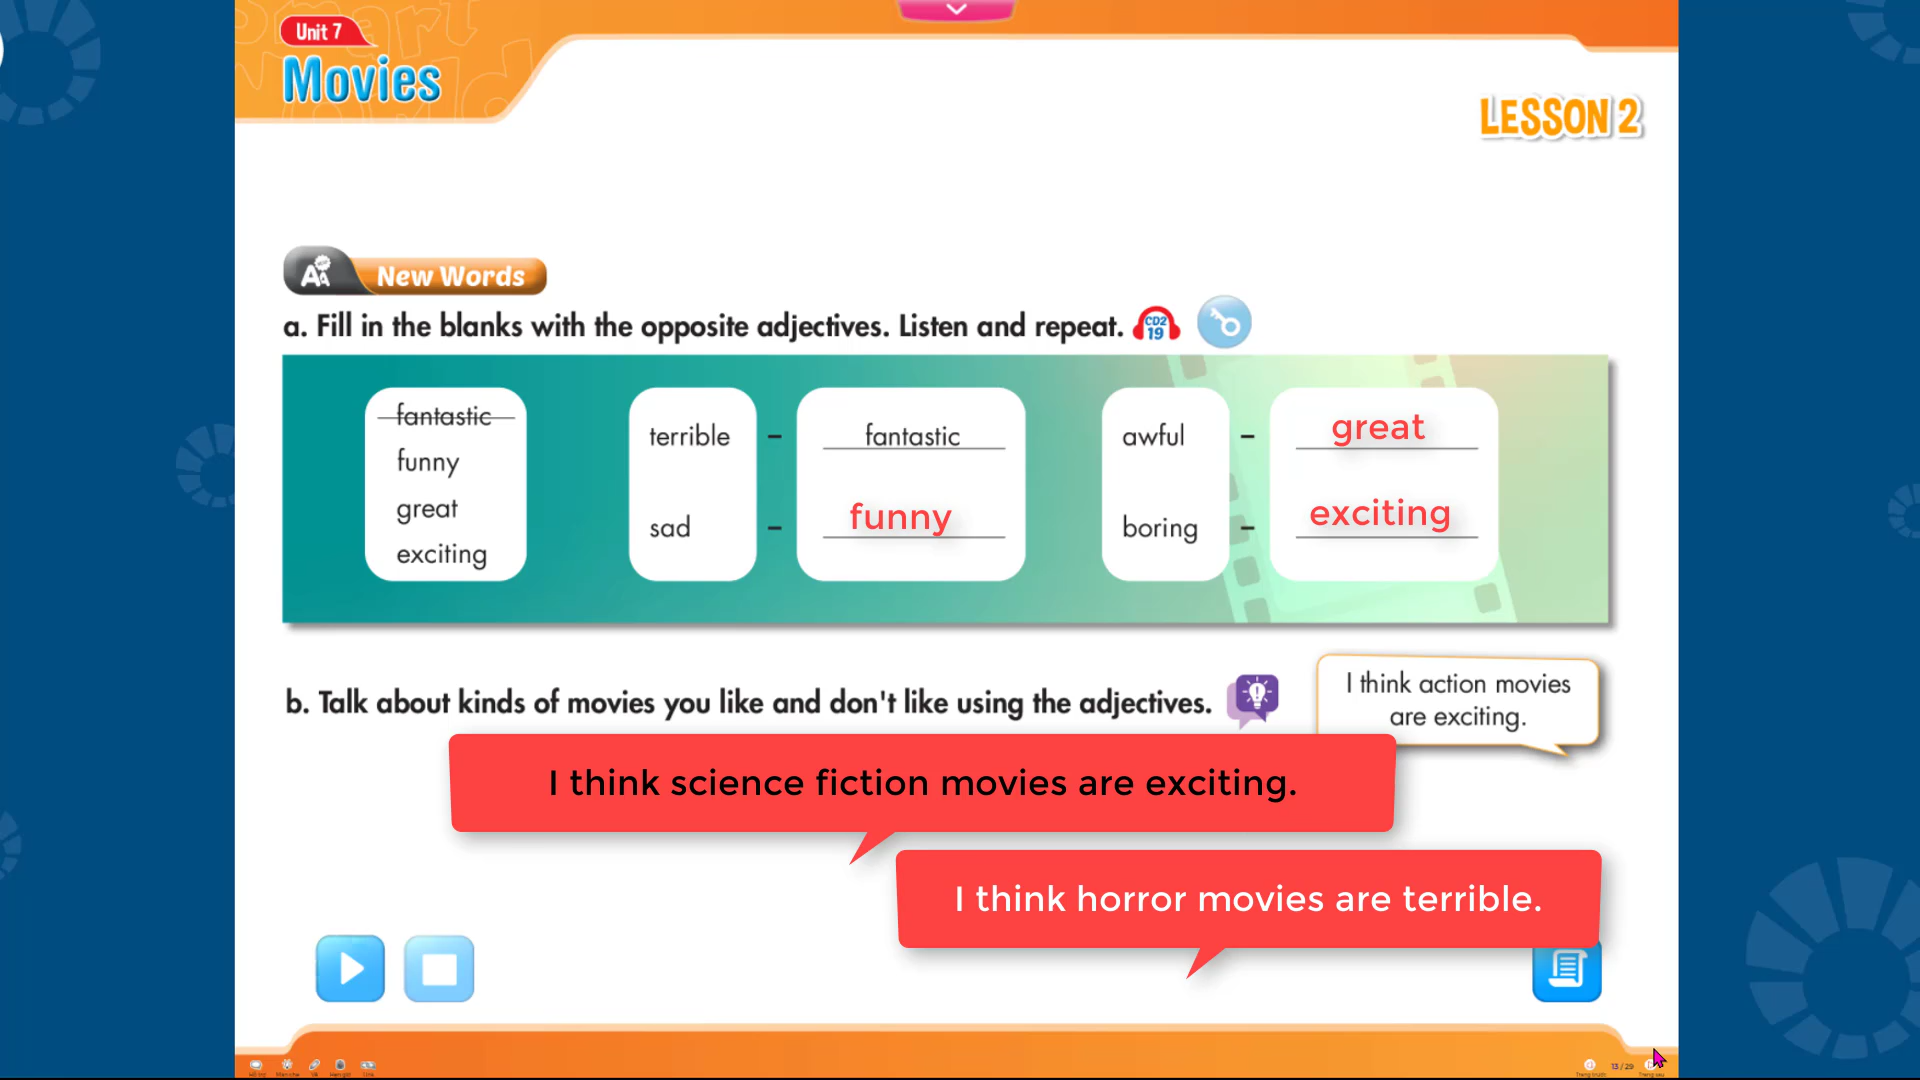 Unit 7
Movies
LESSON 2
New Words
a. Fill in the blanks with the opposite adjectives. Listen and repeat.
CD2
19
fantastic
funny
great
exciting
terrible - fantastic
sad - funny
awful - great
boring - exciting
b. Talk about kinds of movies you like and don't like using the adjectives.
I think action movies
are exciting.
I think science fiction movies are exciting.
I think horror movies are terrible.
13 / 29